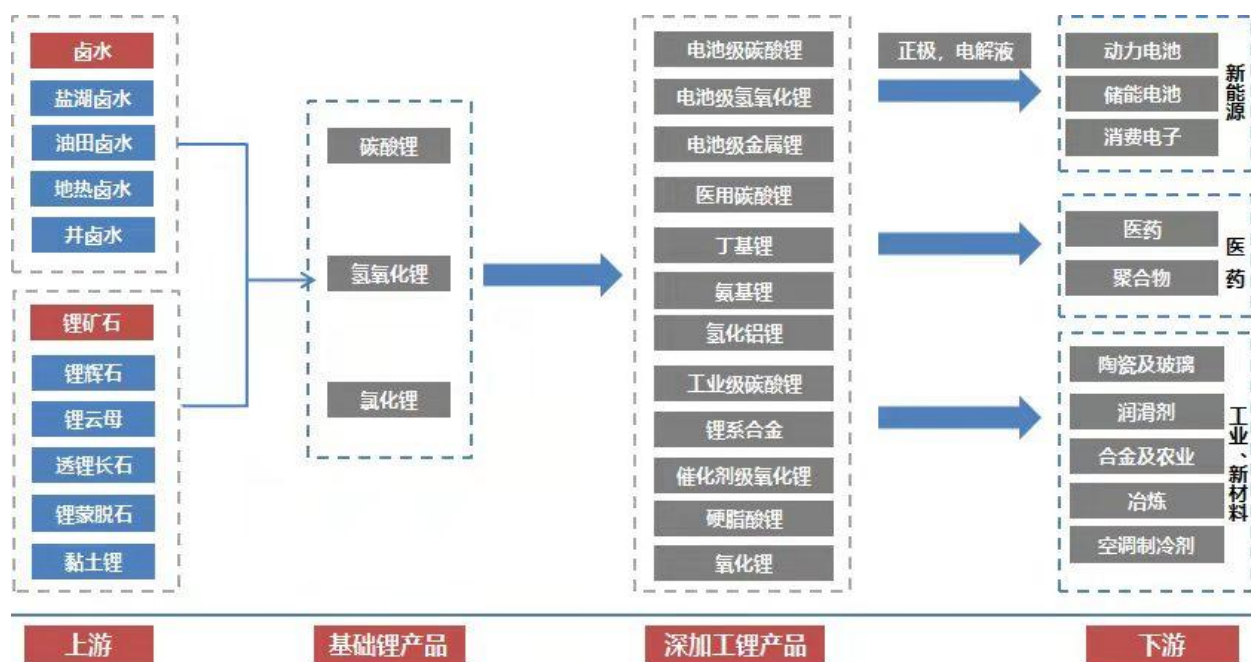 卤水
盐湖卤水
油田卤水
地热卤水
井卤水
锂矿石
锂辉石
锂云母
透锂长石
锂蒙脱石
黏土锂
碳酸锂
氢氧化锂
氯化锂
电池级碳酸锂
电池级氢氧化锂
电池级金属锂
医用碳酸锂
丁基锂
氨基锂
氢化铝锂
工业级碳酸锂
锂系合金
催化剂级氧化锂
硬脂酸锂
氧化锂
正极，电解液
动力电池
储能电池
消费电子
新能源
医药
聚合物
医药
陶瓷及玻璃
润滑剂
合金及农业
冶炼
空调制冷剂
工业、新材料
上游
基础锂产品
深加工锂产品
下游